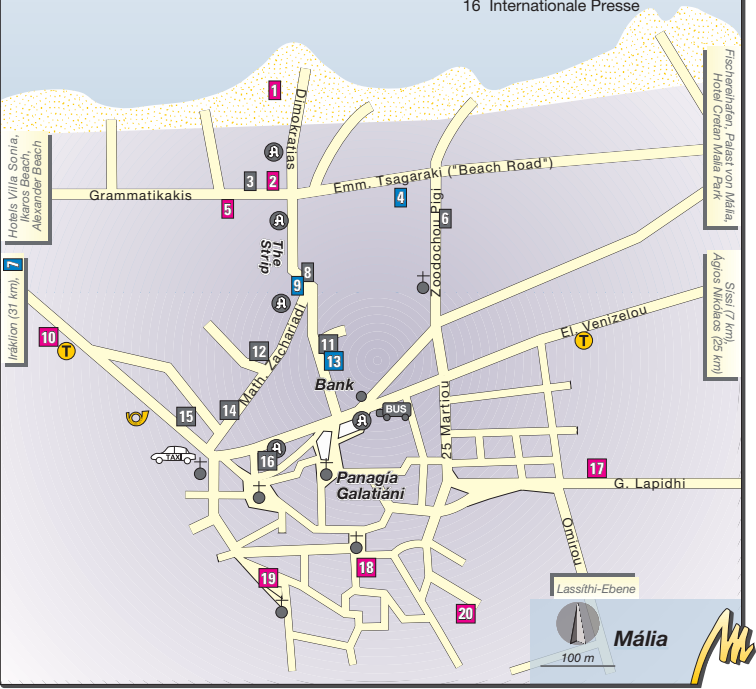 16 Internationale Presse
1
Dimokratias
Fischereihafen, Palast von Mália,
Hotel Cretan Malia Park
Hotels Villa Sonia,
Ikaros Beach,
Alexander Beach
3
2
Emm. Tsagaraki ("Beach Road")
Grammatikakis
4
5
6
Zoodochou Pigi
The
Strip
8
9
7
Iráklion (31 km),
Síssi (7 km),
Ágios Nikólaos (25 km)
El. Venizelou
10
T
T
11
12
13
Math. Zachariadi
Bank
14
15
BUS
25 Martiou
TAXI
16
Panagía
Galatiáni
17
G. Lapidhi
Omirou
18
19
20
Lassíthi-Ebene
Mália
100 m